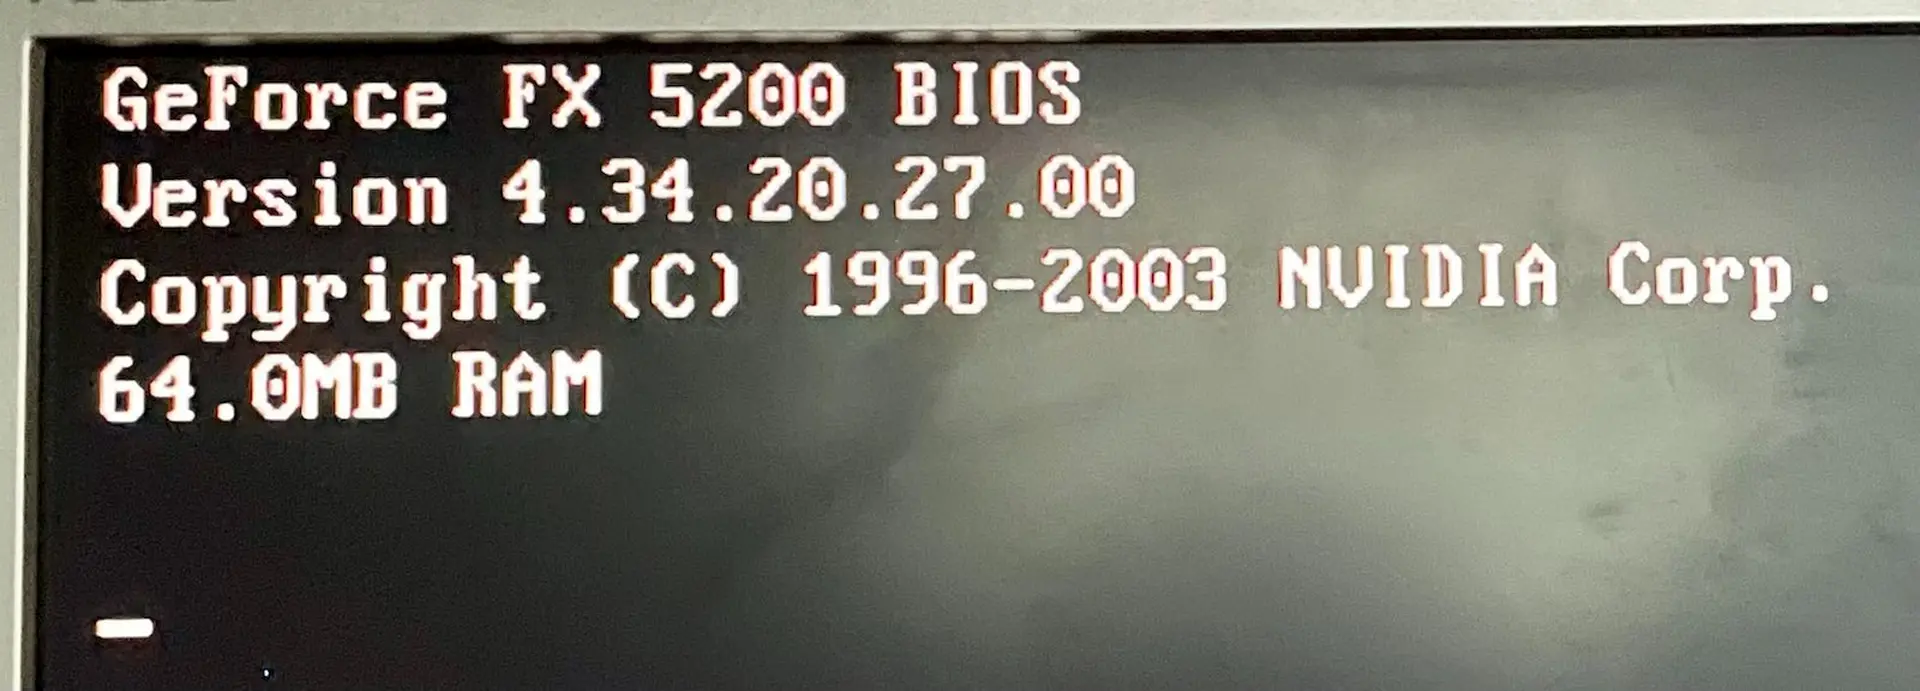 GeForce FX 5200 BIOS
Version 4.34.20.27.00
Copyright (C) 1996-2003 NVIDIA Corp.
64.0MB RAM